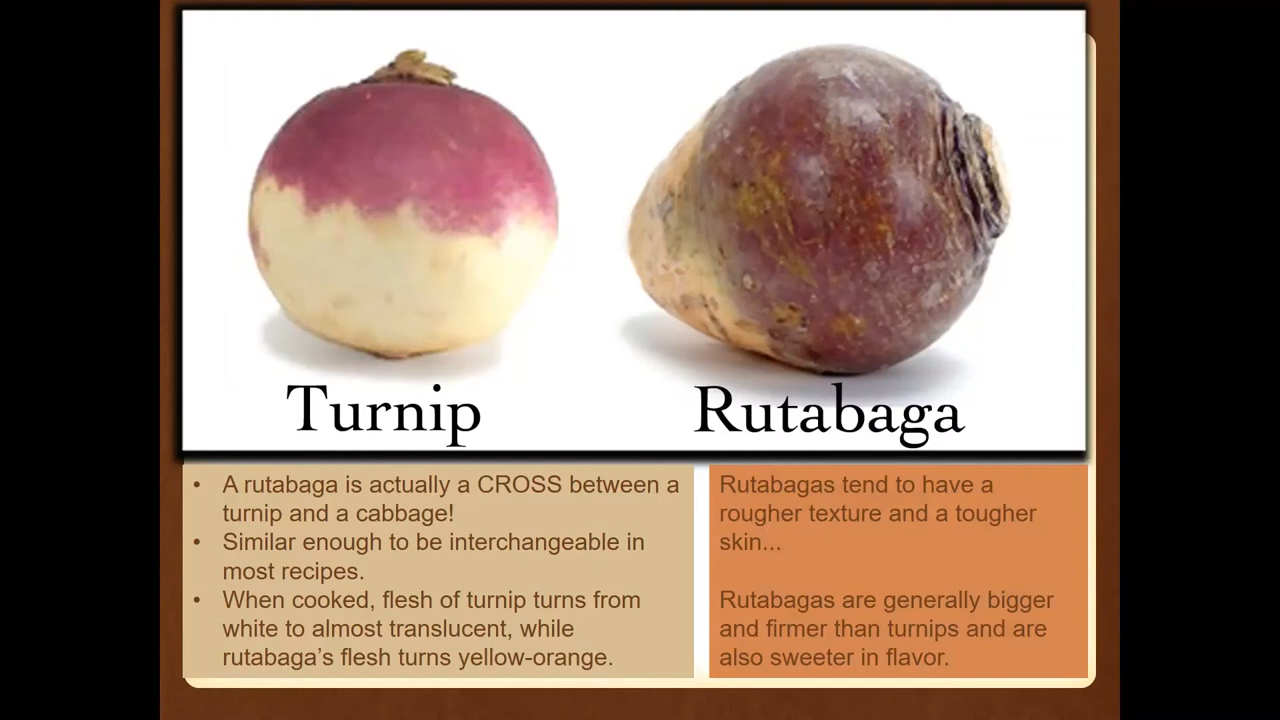 Turnip
Rutabaga
• A rutabaga is actually a CROSS between a
turnip and a cabbage!
• Similar enough to be interchangeable in
most recipes.
• When cooked, flesh of turnip turns from
white to almost translucent, while
rutabaga's flesh turns yellow-orange.
Rutabagas tend to have a
rougher texture and a tougher
skin...
Rutabagas are generally bigger
and firmer than turnips and are
also sweeter in flavor.